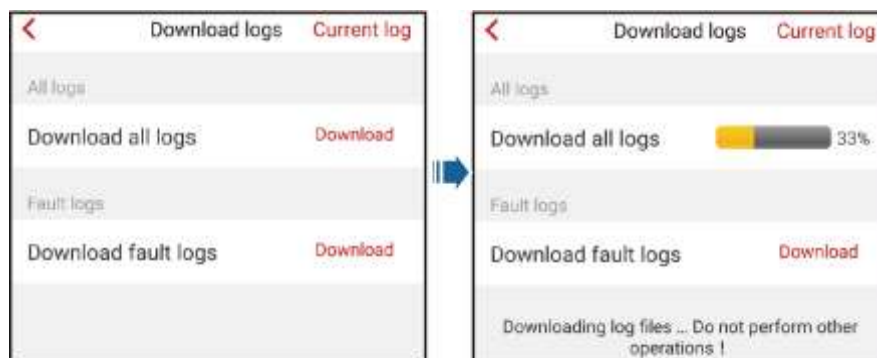 Download logs Current log
All logs
Download all logs Download
Fault logs
Download fault logs Download
Download logs Current log
All logs
Download all logs 33%
Fault logs
Download fault logs Download
Downloading log files ... Do not perform other
operations !